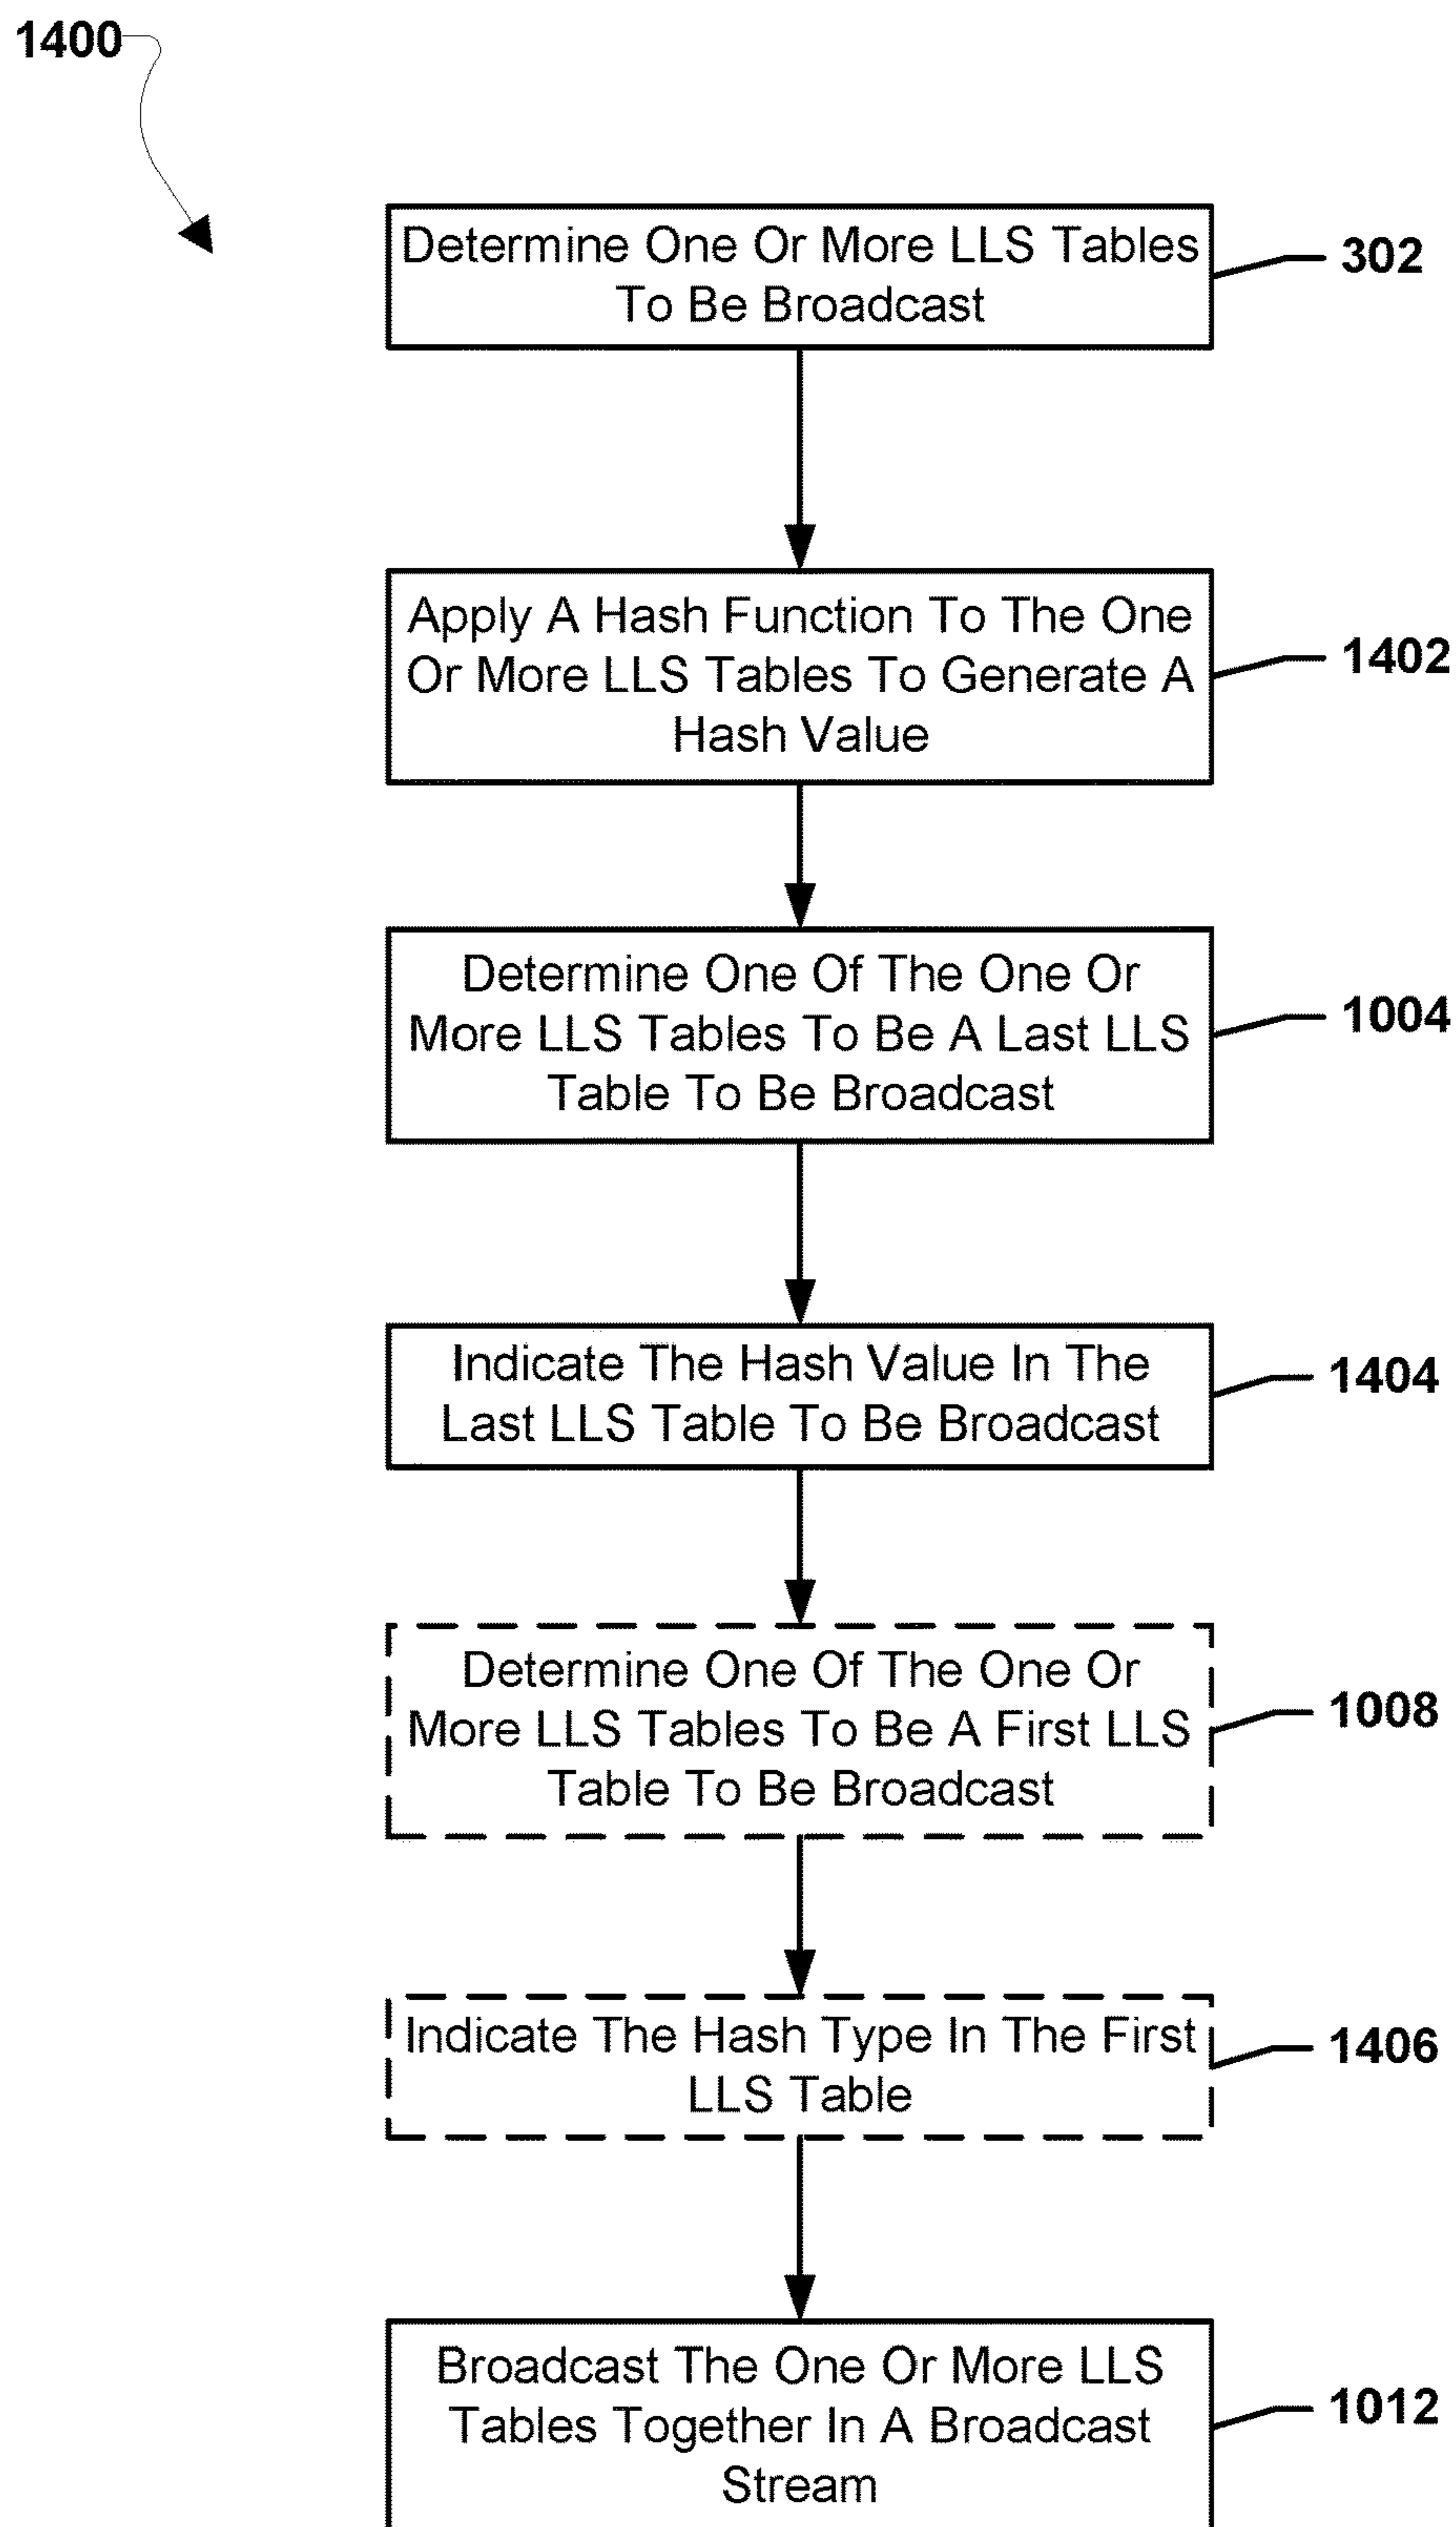 1400
Determine One Or More LLS Tables
To Be Broadcast
302
Apply A Hash Function To The One
Or More LLS Tables To Generate A
Hash Value
1402
Determine One Of The One Or
More LLS Tables To Be A Last LLS
Table To Be Broadcast
1004
Indicate The Hash Value In The
Last LLS Table To Be Broadcast
1404
Determine One Of The One Or
More LLS Tables To Be A First LLS
Table To Be Broadcast
1008
Indicate The Hash Type In The First
LLS Table
1406
Broadcast The One Or More LLS
Tables Together In A Broadcast
Stream
1012